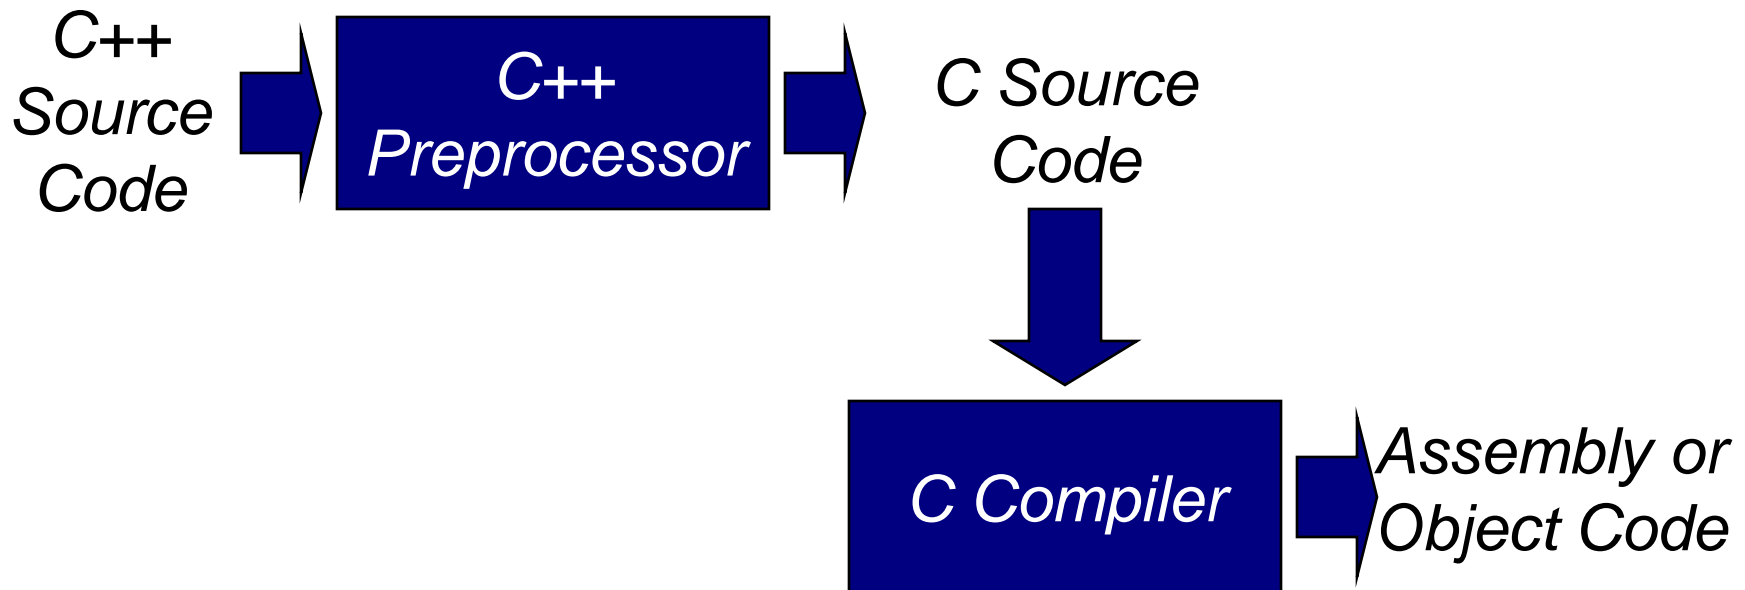 C++
Source
Code
C++
Preprocessor
C Source
Code
C Compiler
Assembly or
Object Code